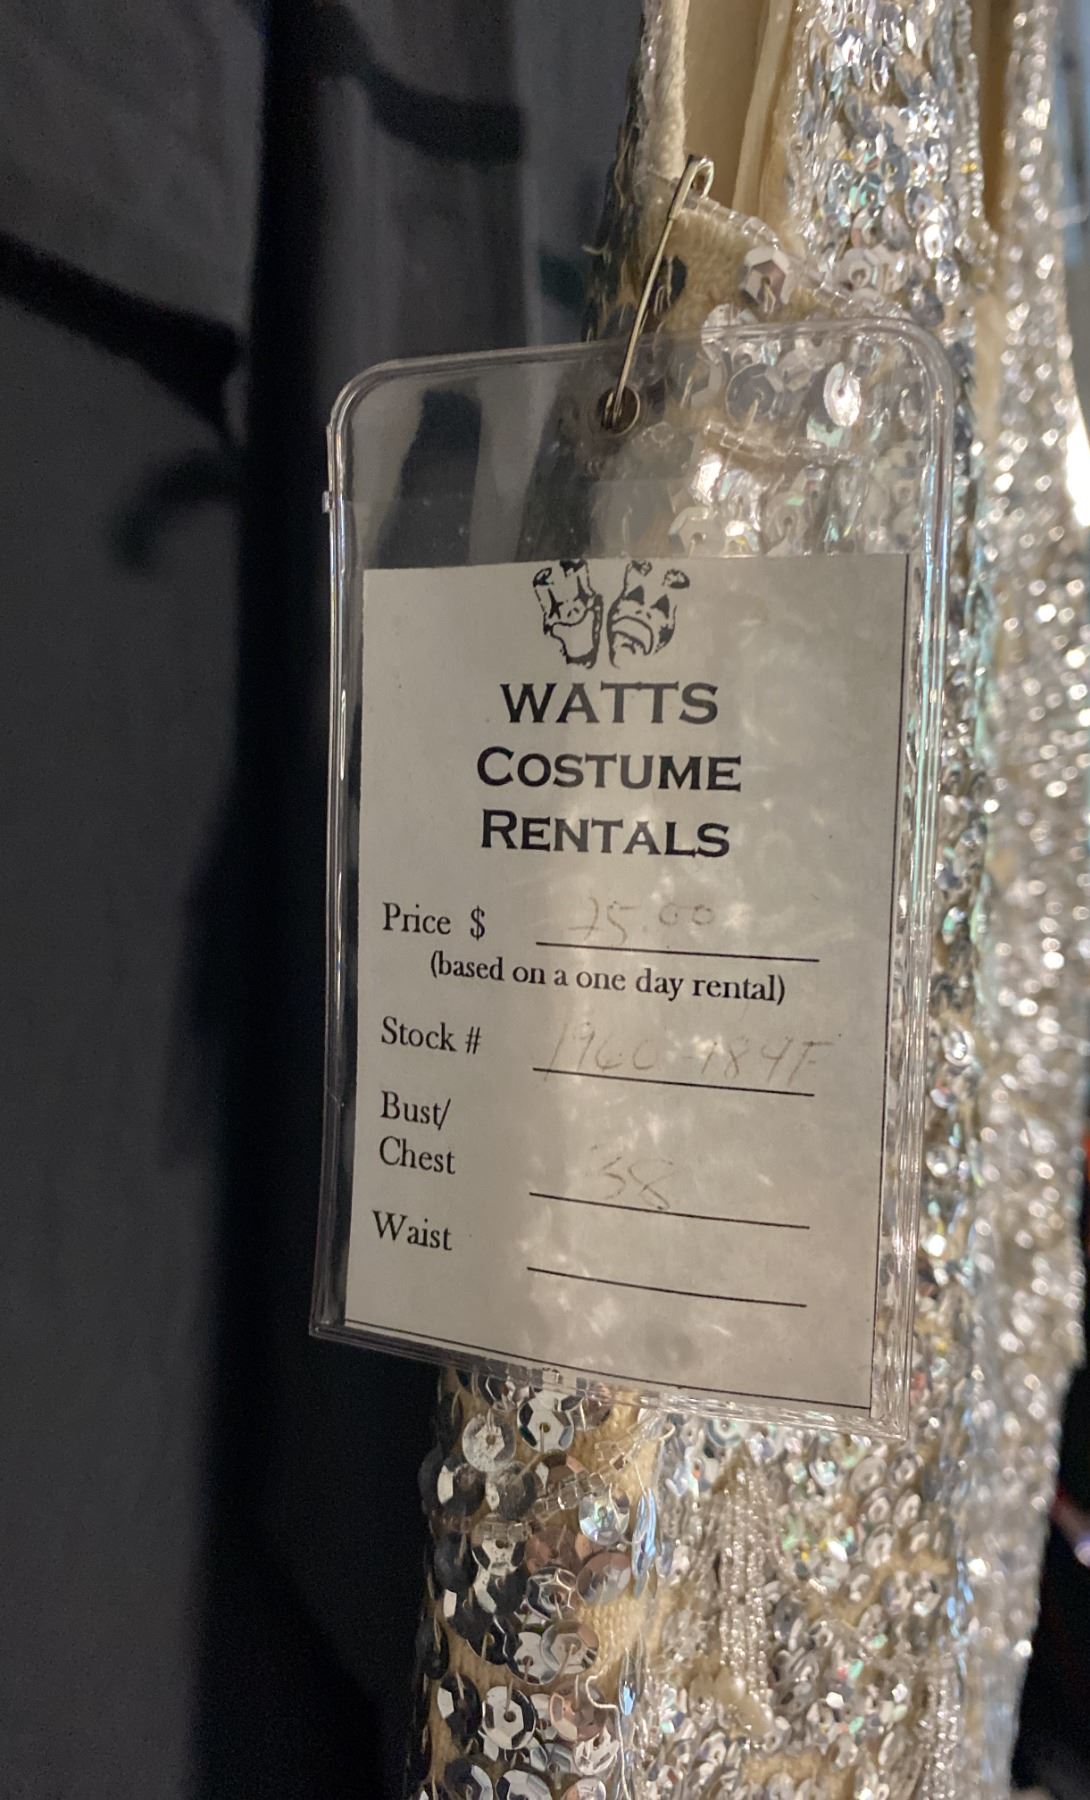 WATTS
COSTUME
RENTALS
Price $ 75.00
(based on a one day rental)
Stock # 1960-184F
Bust/
Chest 38
Waist